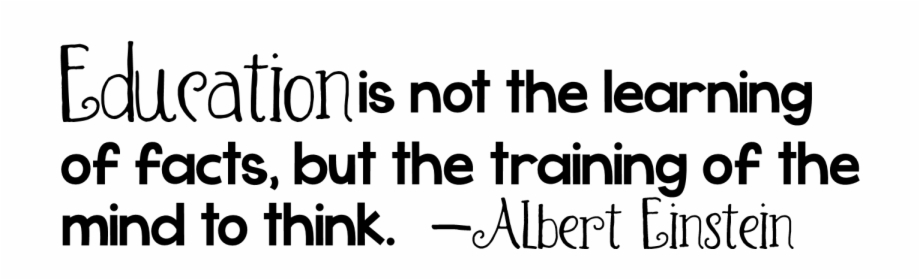 Education is not the learning
of facts, but the training of the
mind to think. —Albert Einstein